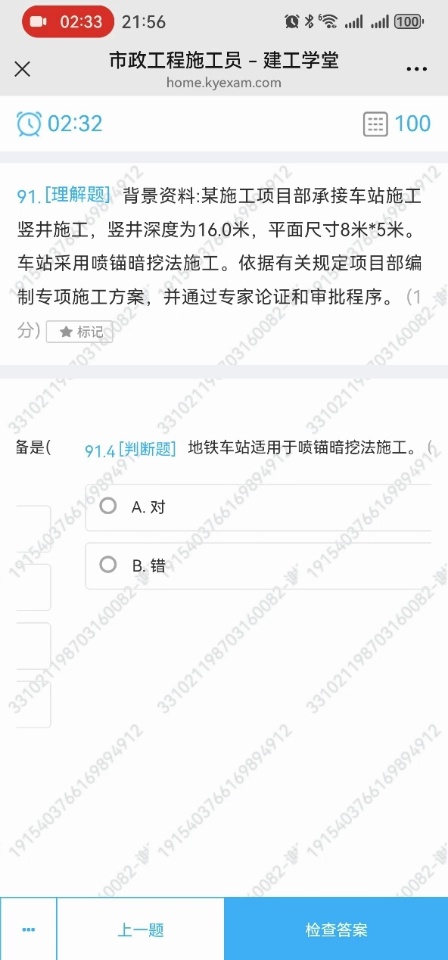 02:33 21:56 6 100
市政工程施工员 – 建工学堂
home.kyexam.com
02:32 100
91.[理解题] 背景资料:某施工项目部承接车站施工
竖井施工，竖井深度为16.0米，平面尺寸8米*5米。
车站采用喷锚暗挖法施工。依据有关规定项目部编
制专项施工方案，并通过专家论证和审批程序。(1
分) ★ 标记
备是( 91.4 [判断题] 地铁车站适用于喷锚暗挖法施工。(
A. 对
B. 错
上一题 检查答案
1915403766169894912
331021198703160082-谢